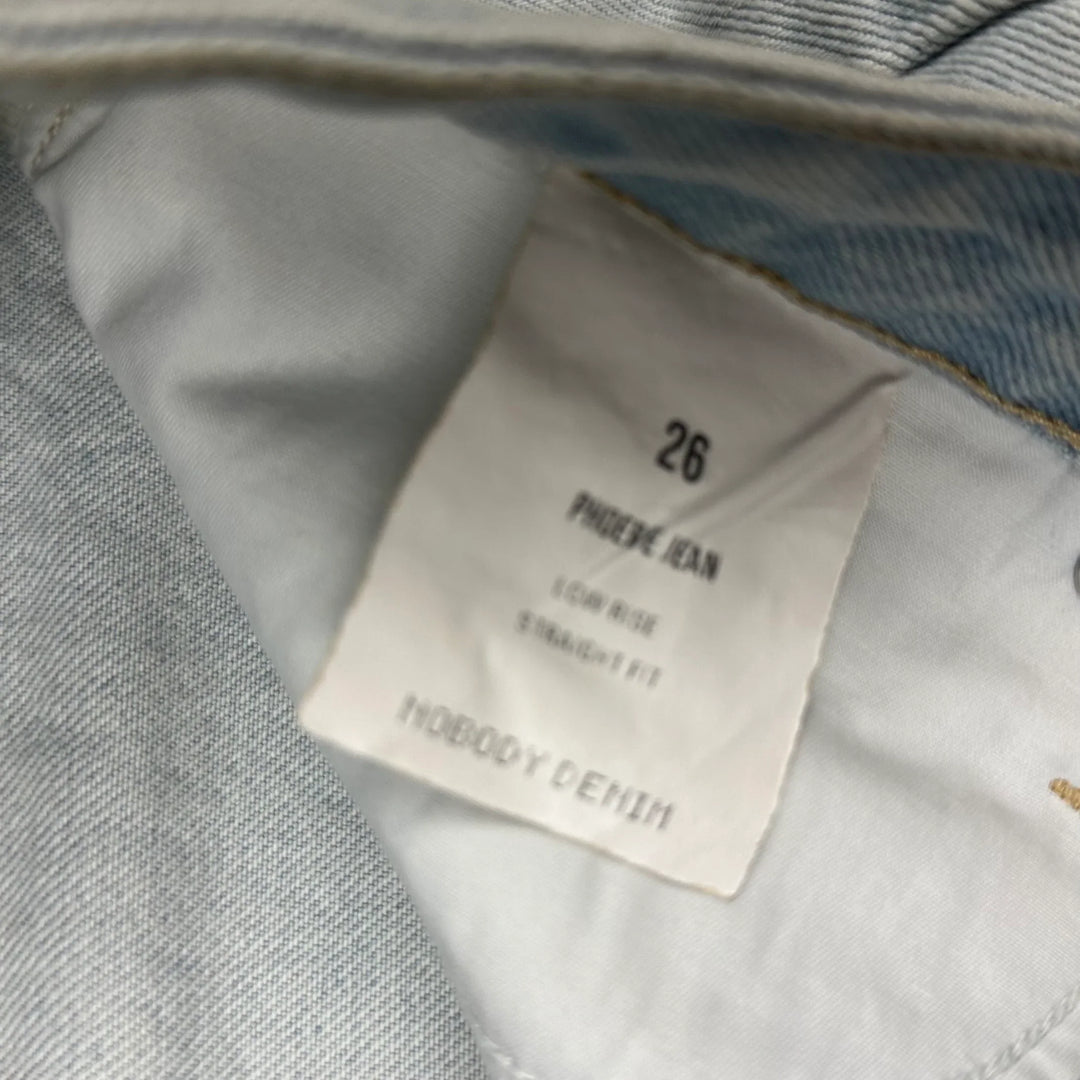 26
PHOEBE JEAN
LOW RISE
STRAIGHT FIT
NOBODY DENIM